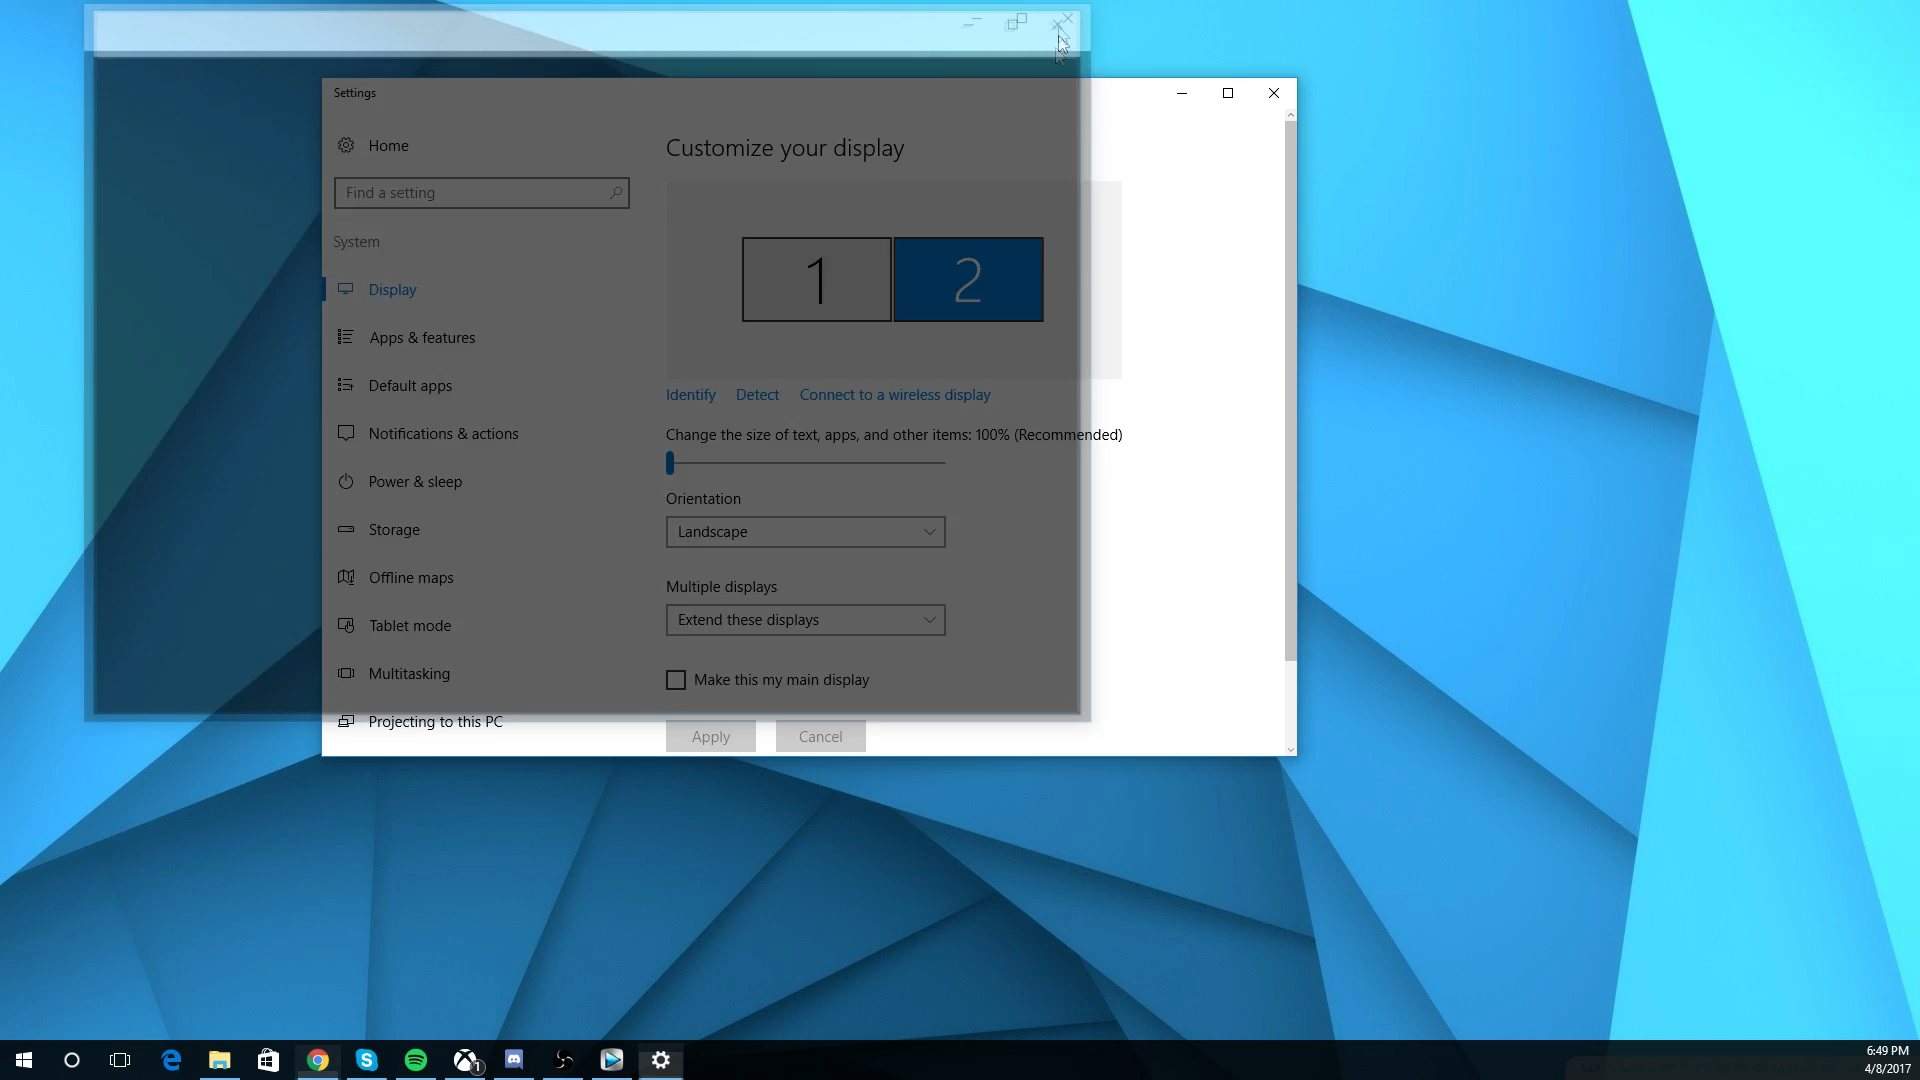 Settings
Home
Find a setting
System
Display
Apps & features
Default apps
Notifications & actions
Power & sleep
Storage
Offline maps
Tablet mode
Multitasking
Projecting to this PC
Customize your display
1 2
Identify Detect Connect to a wireless display
Change the size of text, apps, and other items: 100% (Recommended)
Orientation
Landscape
Multiple displays
Extend these displays
Make this my main display
Apply Cancel
1
6:49 PM
4/8/2017